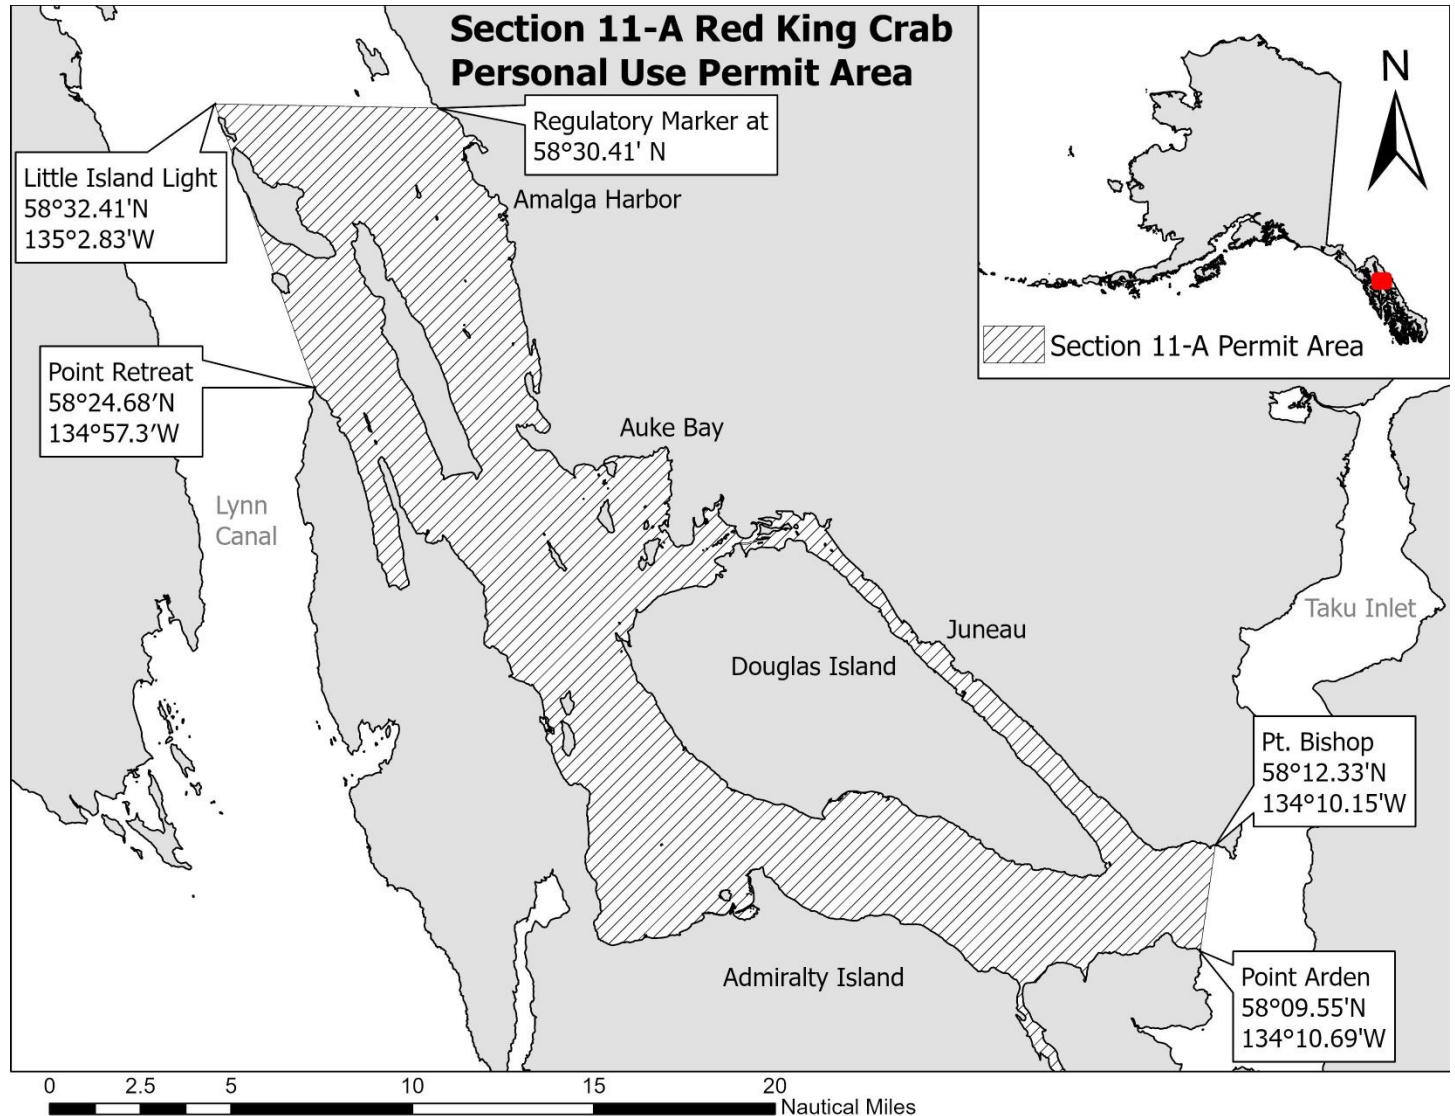 Section 11-A Red King Crab
Personal Use Permit Area
N
Regulatory Marker at
58°30.41' N
Little Island Light
58°32.41'N
135°2.83'W
Amalga Harbor
Section 11-A Permit Area
Point Retreat
58°24.68′N
134°57.3′W
Auke Bay
Lynn
Canal
Taku Inlet
Juneau
Douglas Island
Pt. Bishop
58°12.33'N
134°10.15'W
Admiralty Island
Point Arden
58°09.55'N
134°10.69'W
0 2.5 5 10 15 20
Nautical Miles